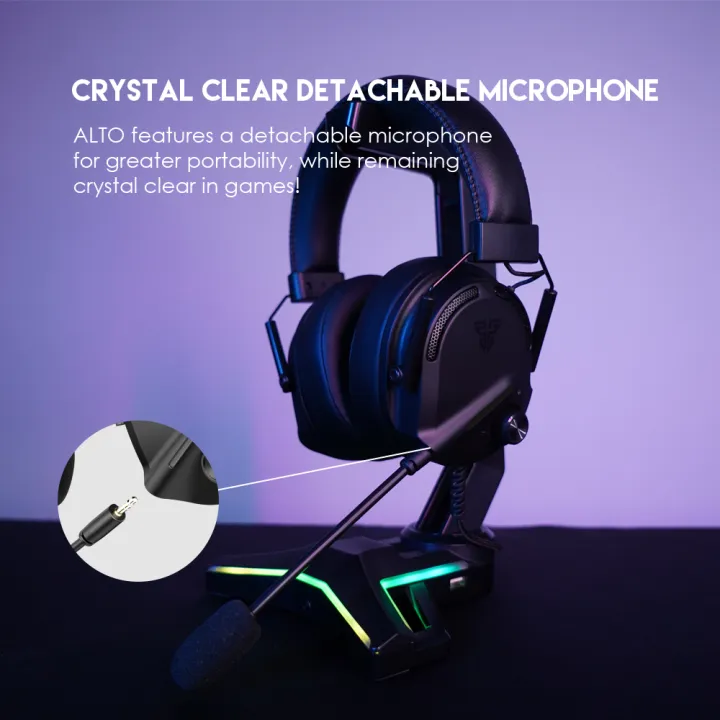 CRYSTAL CLEAR DETACHABLE MICROPHONE
ALTO features a detachable microphone
for greater portability, while remaining
crystal clear in games!